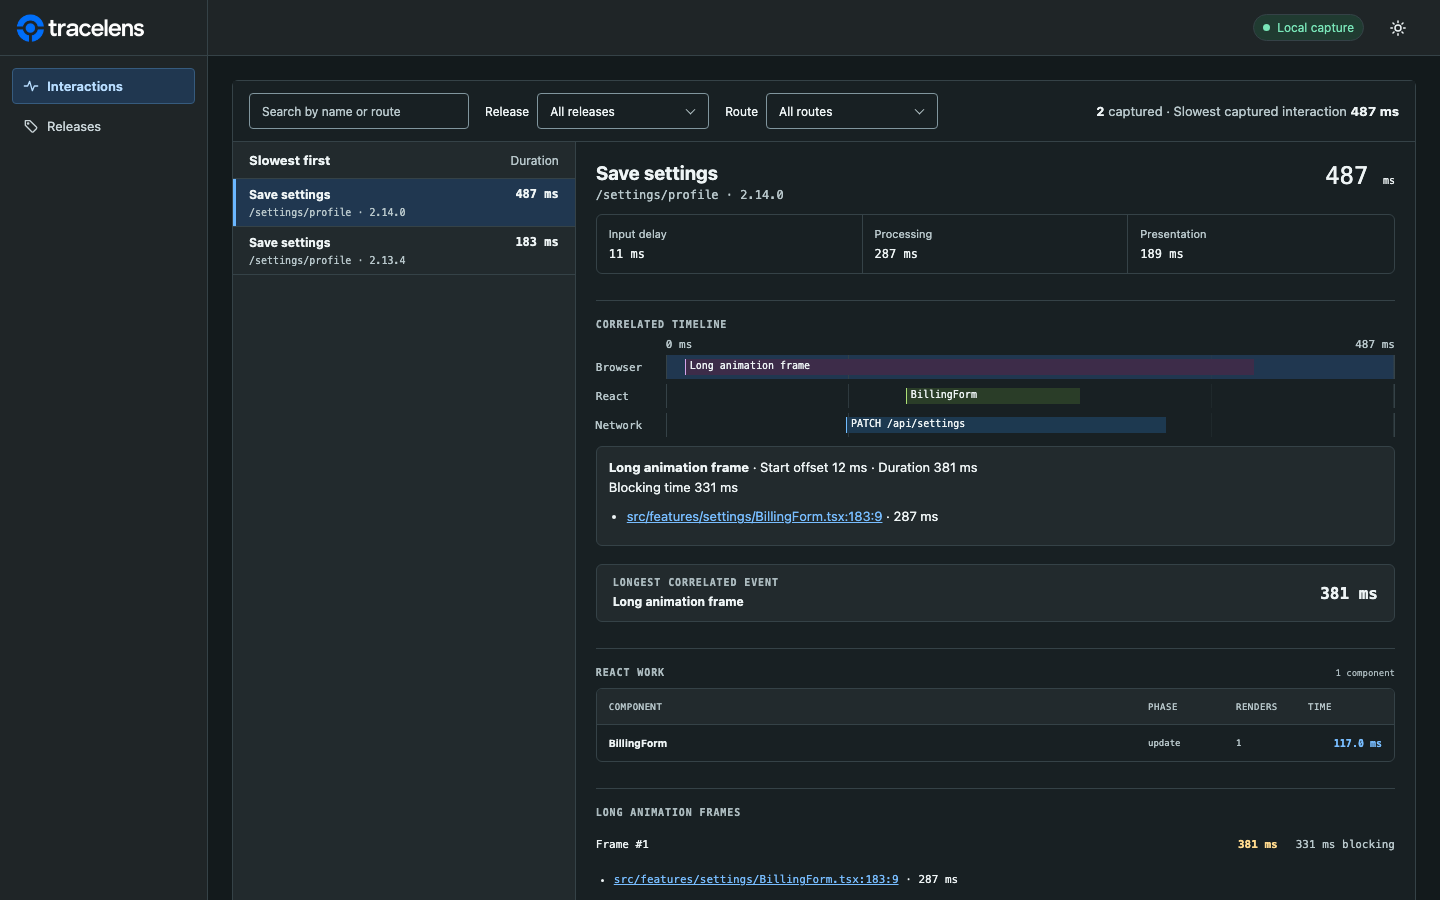 tracelens
Local capture
Interactions
Releases
Search by name or route
Release
All releases
Route
All routes
2 captured · Slowest captured interaction 487 ms
Slowest first
Duration
Save settings
487 ms
/settings/profile · 2.14.0
Save settings
183 ms
/settings/profile · 2.13.4
Save settings
487 ms
/settings/profile · 2.14.0
Input delay
11 ms
Processing
287 ms
Presentation
189 ms
CORRELATED TIMELINE
0 ms
487 ms
Browser
Long animation frame
React
BillingForm
Network
PATCH /api/settings
Long animation frame · Start offset 12 ms · Duration 381 ms
Blocking time 331 ms
• src/features/settings/BillingForm.tsx:183:9 · 287 ms
LONGEST CORRELATED EVENT
Long animation frame
381 ms
REACT WORK
1 component
COMPONENT
PHASE
RENDERS
TIME
BillingForm
update
1
117.0 ms
LONG ANIMATION FRAMES
Frame #1
381 ms
331 ms blocking
• src/features/settings/BillingForm.tsx:183:9 · 287 ms